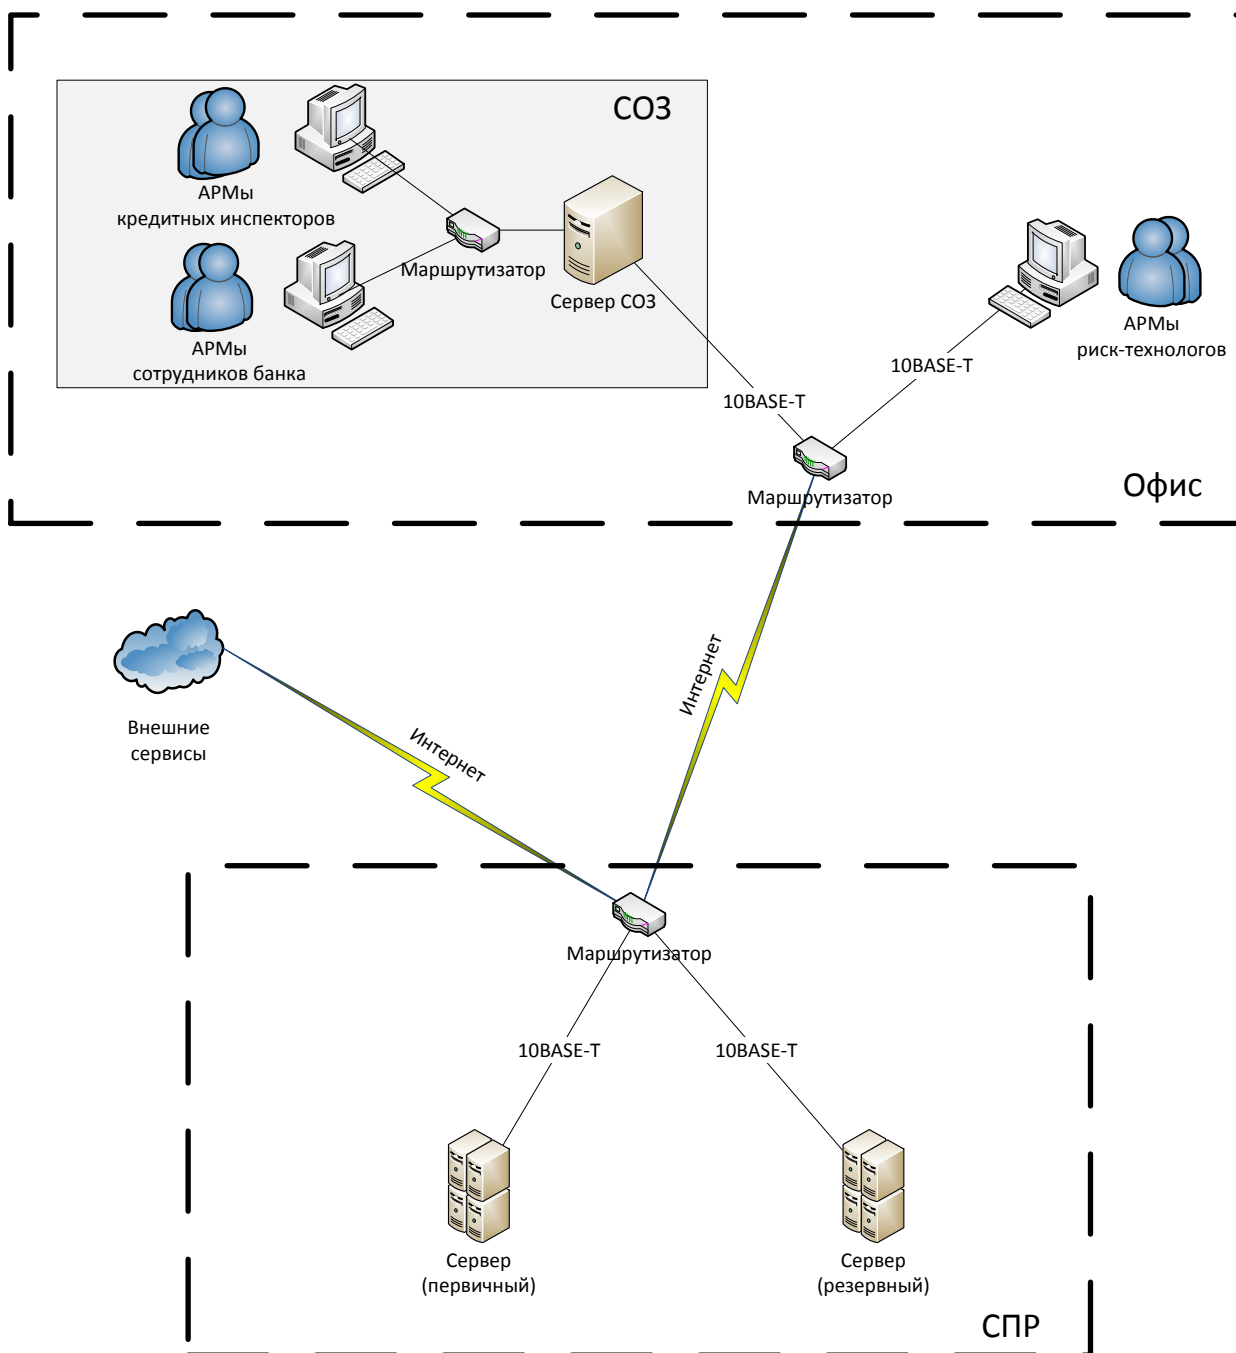 СОЗ
АРМы
кредитных инспекторов
Маршрутизатор
Сервер СОЗ
АРМы
сотрудников банка
АРМы
риск-технологов
10BASE-T
10BASE-T
Маршрутизатор
Офис
Внешние
сервисы
Интернет
Интернет
Маршрутизатор
10BASE-T
10BASE-T
Сервер
(первичный)
Сервер
(резервный)
СПР